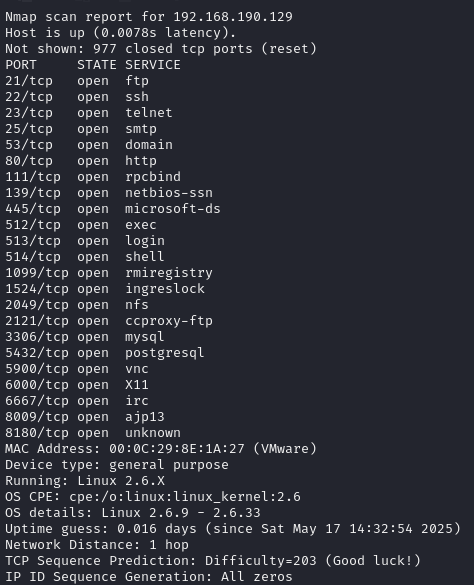 Nmap scan report for 192.168.190.129
Host is up (0.0078s latency).
Not shown: 977 closed tcp ports (reset)
PORT     STATE SERVICE
21/tcp   open  ftp
22/tcp   open  ssh
23/tcp   open  telnet
25/tcp   open  smtp
53/tcp   open  domain
80/tcp   open  http
111/tcp  open  rpcbind
139/tcp  open  netbios-ssn
445/tcp  open  microsoft-ds
512/tcp  open  exec
513/tcp  open  login
514/tcp  open  shell
1099/tcp open  rmiregistry
1524/tcp open  ingreslock
2049/tcp open  nfs
2121/tcp open  ccproxy-ftp
3306/tcp open  mysql
5432/tcp open  postgresql
5900/tcp open  vnc
6000/tcp open  X11
6667/tcp open  irc
8009/tcp open  ajp13
8180/tcp open  unknown
MAC Address: 00:0C:29:8E:1A:27 (VMware)
Device type: general purpose
Running: Linux 2.6.X
OS CPE: cpe:/o:linux:linux_kernel:2.6
OS details: Linux 2.6.9 - 2.6.33
Uptime guess: 0.016 days (since Sat May 17 14:32:54 2025)
Network Distance: 1 hop
TCP Sequence Prediction: Difficulty=203 (Good luck!)
IP ID Sequence Generation: All zeros